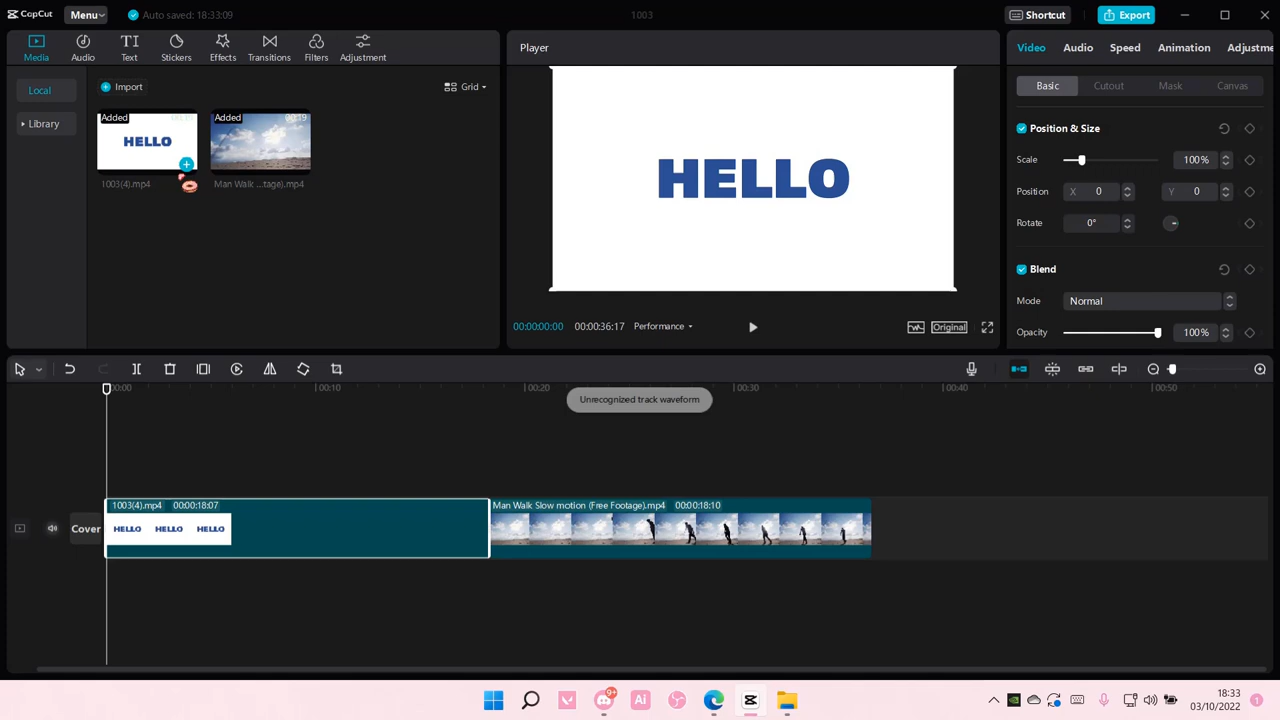 CapCut Menu Auto saved: 18:33:09 1003 Shortcut Export
Media Audio Text Stickers Effects Transitions Filters Adjustment
Player
Video Audio Speed Animation Adjustme
Local
Library
Import
Grid
Added
HELLO
1003(4).mp4
Added 00:19
Man Walk ...tage).mp4
HELLO
00:00:00:00 00:00:36:17 Performance Original
Basic Cutout Mask Canvas
Position & Size
Scale 100%
Position X 0 Y 0
Rotate 0°
Blend
Mode Normal
Opacity 100%
00:00 00:10 00:20 00:30 00:40 00:50
Unrecognized track waveform
Cover
1003(4).mp4 00:00:18:07
HELLO HELLO HELLO
Man Walk Slow motion (Free Footage).mp4 00:00:18:10
9+
Ai
18:33
03/10/2022
1